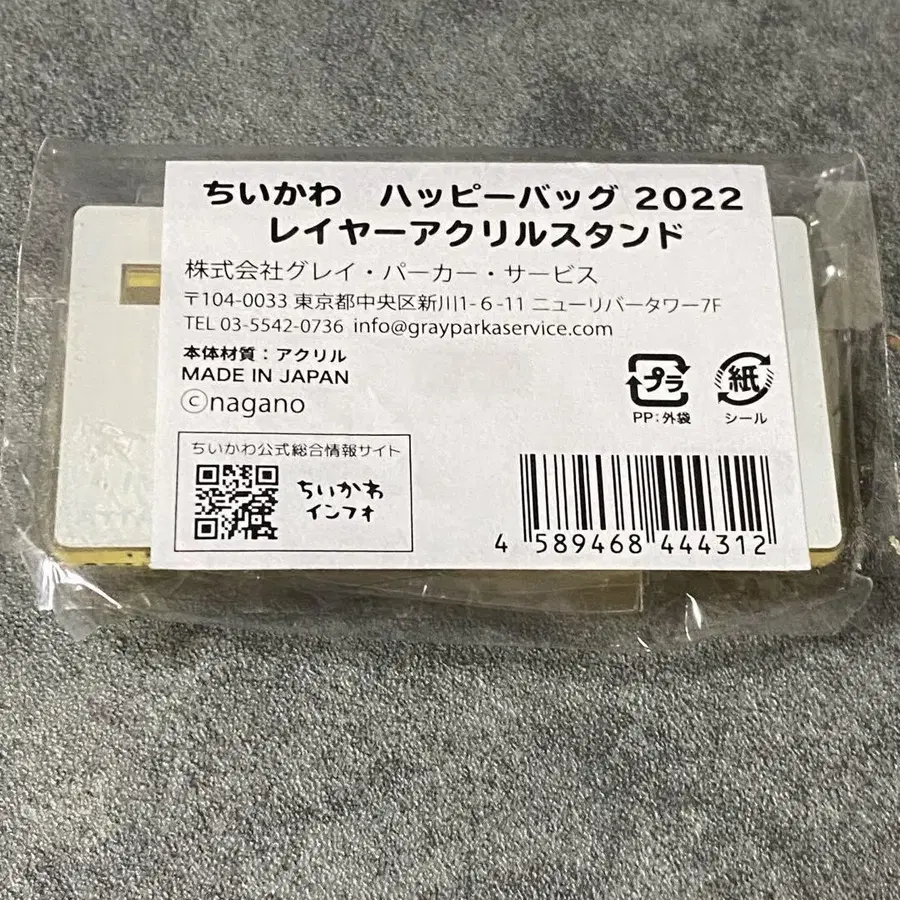 ちいかわ ハッピーバッグ 2022
レイヤーアクリルスタンド
株式会社グレイ・パーカー・サービス
〒104-0033 東京都中央区新川1-6-11 ニューリバータワー7F
TEL 03-5542-0736 info@grayparkaservice.com
本体材質：アクリル
MADE IN JAPAN
ⓒnagano
プラ
PP：外袋
紙
シール
ちいかわ公式総合情報サイト
ちいかわ
インフォ
4 589468 444312